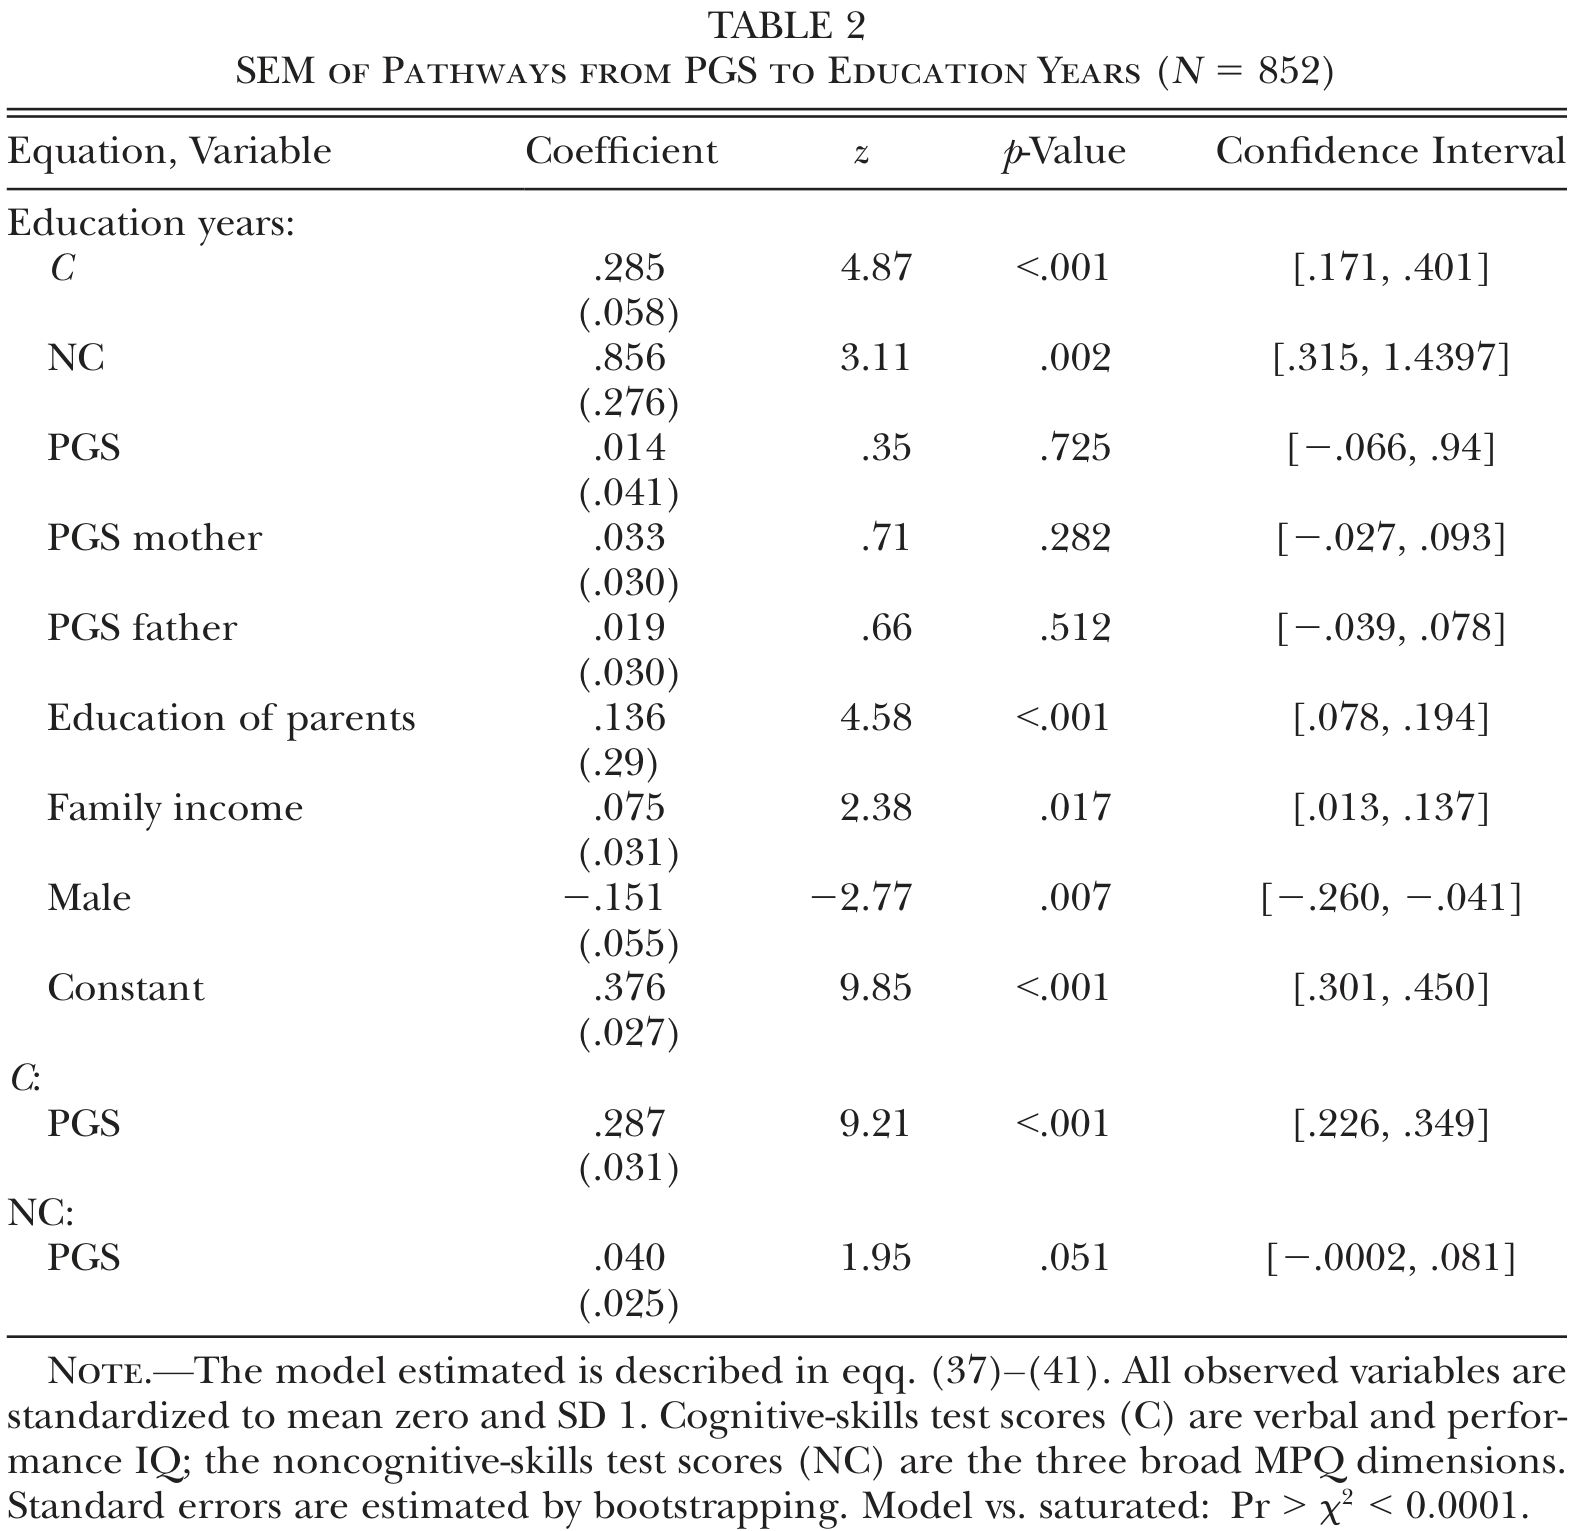 TABLE 2
SEM of Pathways from PGS to Education Years (N = 852)
Equation, Variable Coefficient z p-Value Confidence Interval
Education years:
C .285 4.87 <.001 [.171, .401]
(.058)
NC .856 3.11 .002 [.315, 1.4397]
(.276)
PGS .014 .35 .725 [−.066, .94]
(.041)
PGS mother .033 .71 .282 [−.027, .093]
(.030)
PGS father .019 .66 .512 [−.039, .078]
(.030)
Education of parents .136 4.58 <.001 [.078, .194]
(.29)
Family income .075 2.38 .017 [.013, .137]
(.031)
Male −.151 −2.77 .007 [−.260, −.041]
(.055)
Constant .376 9.85 <.001 [.301, .450]
(.027)
C:
PGS .287 9.21 <.001 [.226, .349]
(.031)
NC:
PGS .040 1.95 .051 [−.0002, .081]
(.025)
Note.—The model estimated is described in eqq. (37)–(41). All observed variables are
standardized to mean zero and SD 1. Cognitive-skills test scores (C) are verbal and perfor-
mance IQ; the noncognitive-skills test scores (NC) are the three broad MPQ dimensions.
Standard errors are estimated by bootstrapping. Model vs. saturated: Pr > χ² < 0.0001.